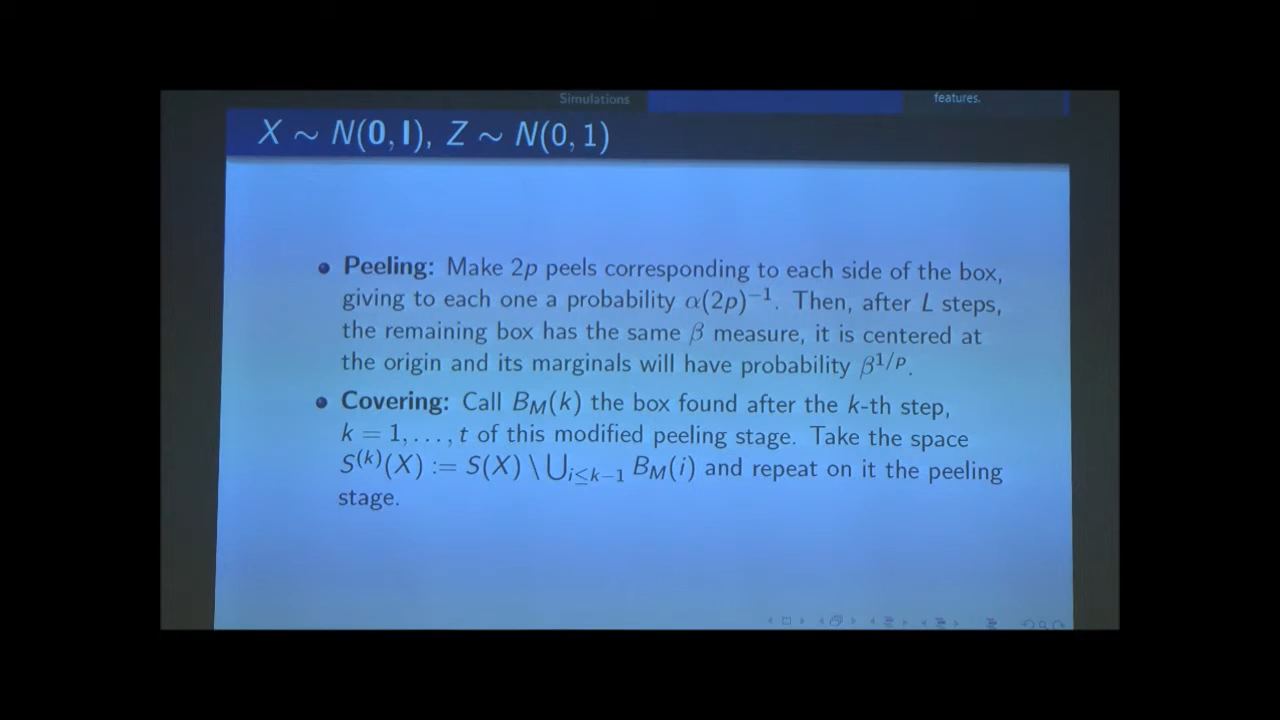 Simulations
features.
X ∼ N(𝟎, 𝐈), Z ∼ N(0, 1)
• Peeling: Make 2p peels corresponding to each side of the box,
giving to each one a probability α(2p)⁻¹. Then, after L steps,
the remaining box has the same β measure, it is centered at
the origin and its marginals will have probability β^{1/p}.
• Covering: Call B_M(k) the box found after the k-th step,
k = 1, . . . , t of this modified peeling stage. Take the space
S^{(k)}(X) := S(X) \ ⋃_{i≤k−1} B_M(i) and repeat on it the peeling
stage.